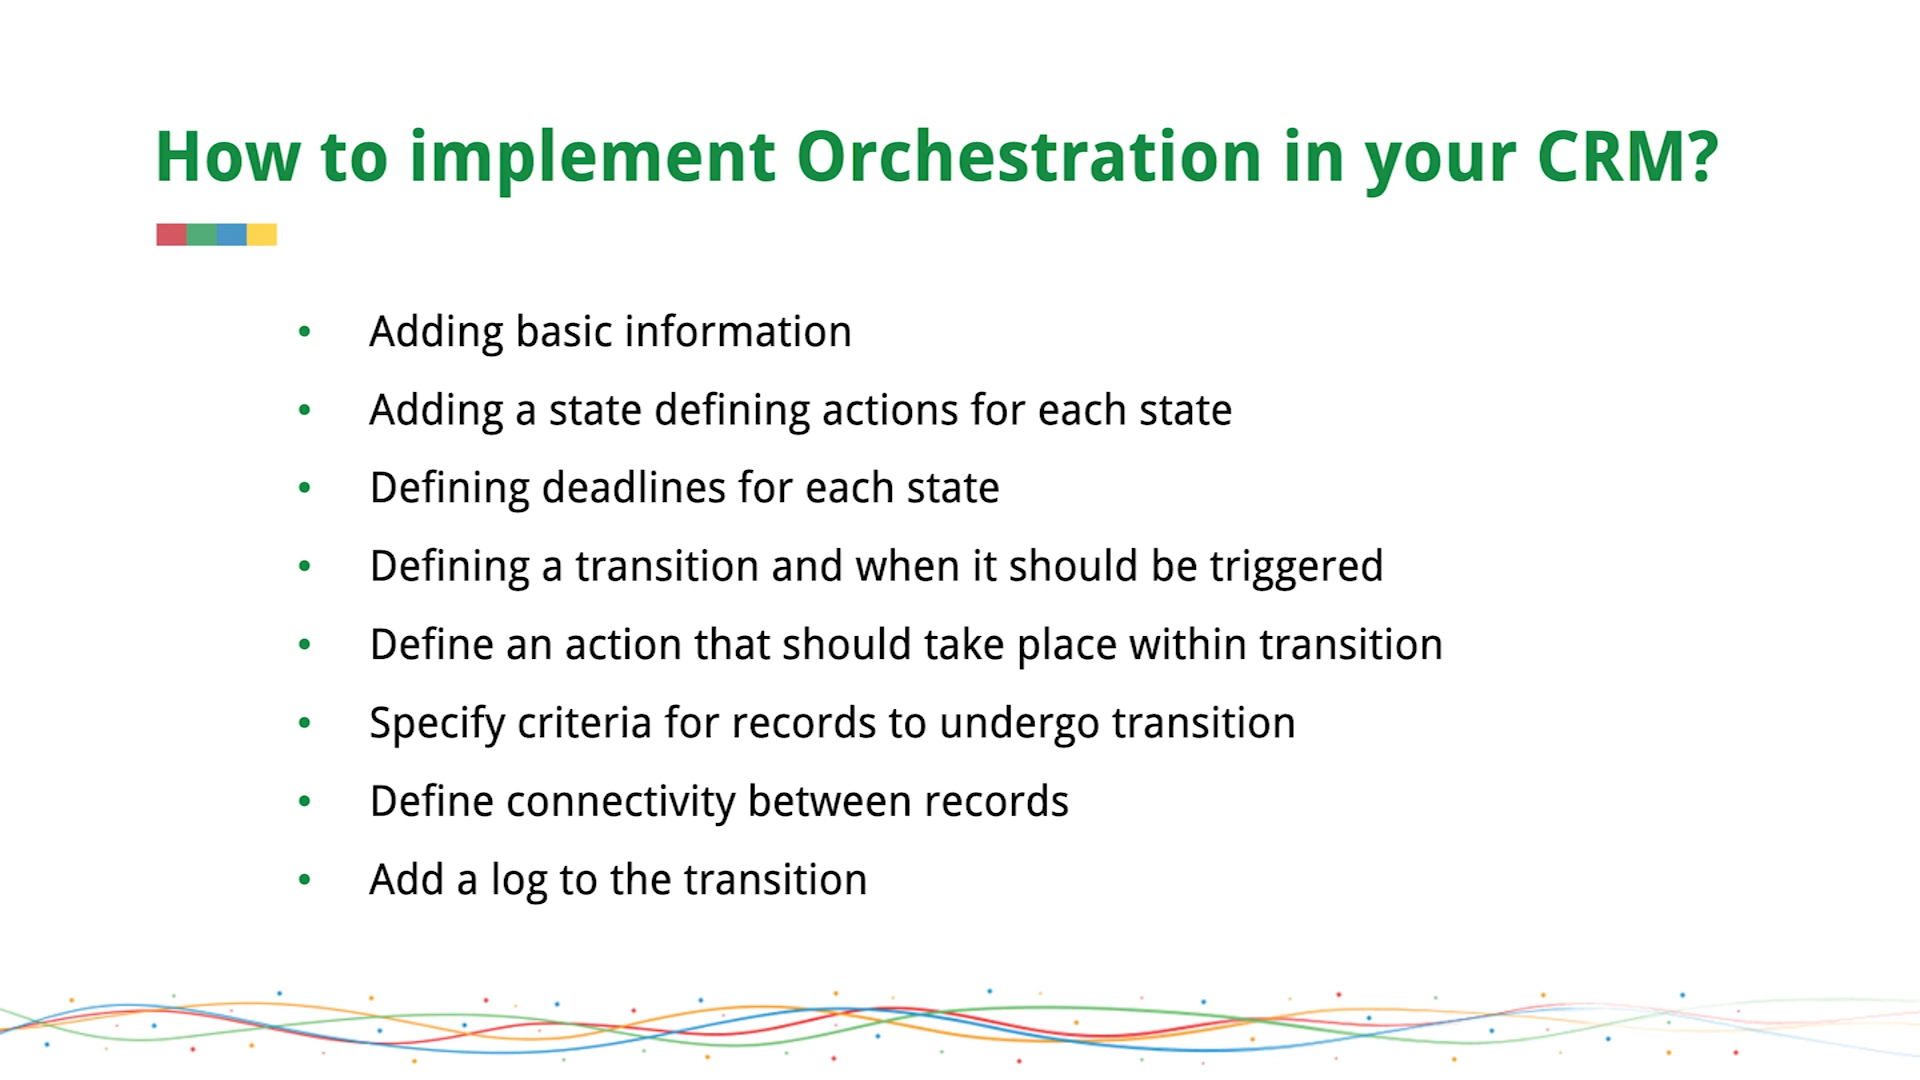 How to implement Orchestration in your CRM?
• Adding basic information
• Adding a state defining actions for each state
• Defining deadlines for each state
• Defining a transition and when it should be triggered
• Define an action that should take place within transition
• Specify criteria for records to undergo transition
• Define connectivity between records
• Add a log to the transition